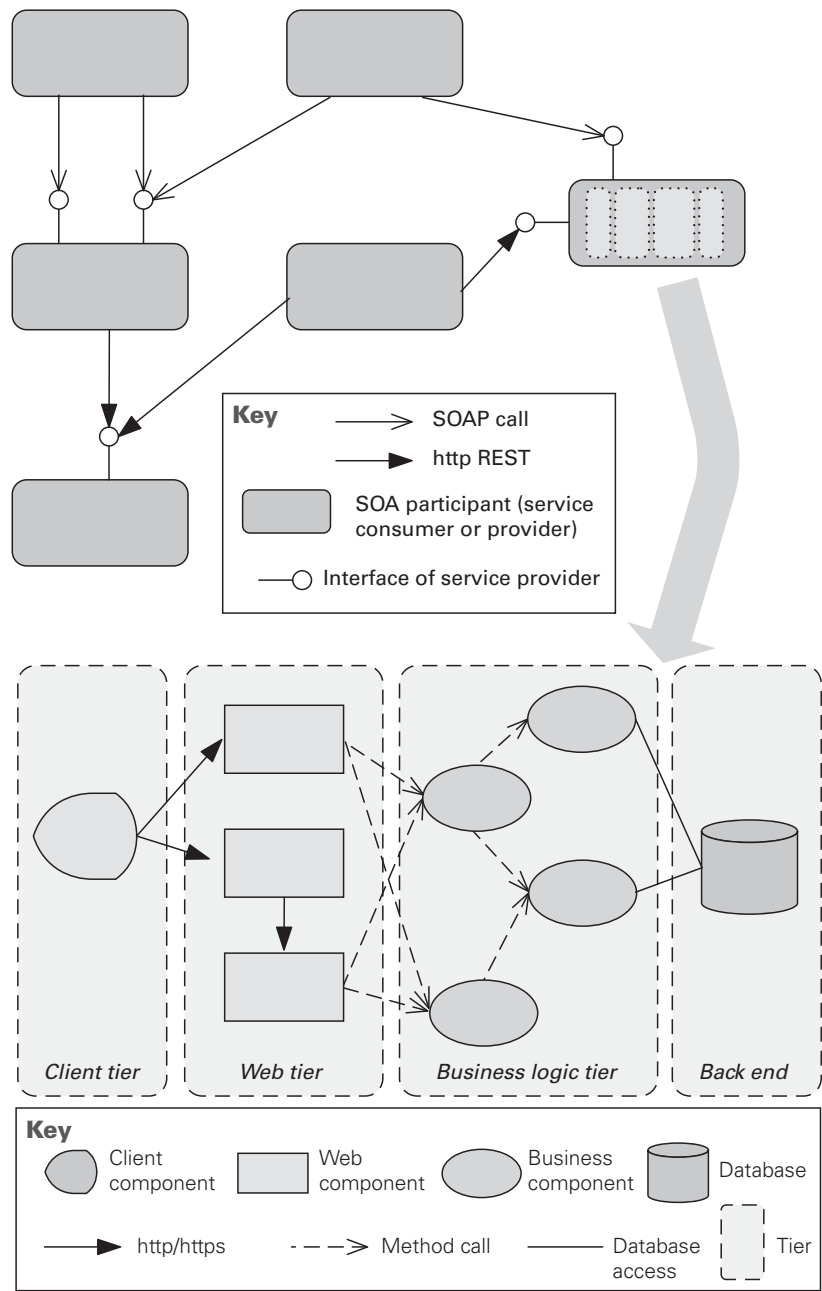 Key
SOAP call
http REST
SOA participant (service
consumer or provider)
Interface of service provider
Client tier
Web tier
Business logic tier
Back end
Key
Client
component
Web
component
Business
component
Database
http/https
Method call
Database
access
Tier